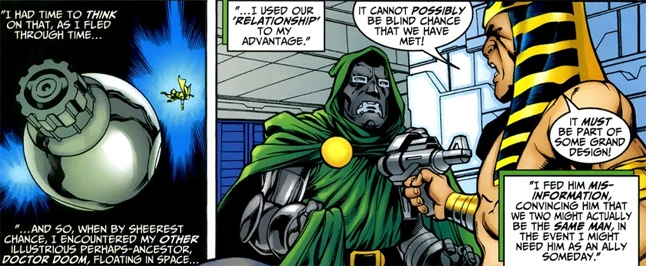 "I HAD TIME TO THINK
ON THAT, AS I FLED
THROUGH TIME...
"...AND SO, WHEN BY SHEEREST
CHANCE, I ENCOUNTERED MY OTHER
ILLUSTRIOUS PERHAPS-ANCESTOR,
DOCTOR DOOM, FLOATING IN SPACE...
"...I USED OUR
'RELATIONSHIP'
TO MY
ADVANTAGE."
IT CANNOT POSSIBLY
BE BLIND CHANCE
THAT WE HAVE
MET!
IT MUST
BE PART OF
SOME GRAND
DESIGN!
"I FED HIM MIS-
INFORMATION,
CONVINCING HIM THAT
WE TWO MIGHT ACTUALLY
BE THE SAME MAN, IN
THE EVENT I MIGHT
NEED HIM AS AN ALLY
SOMEDAY."